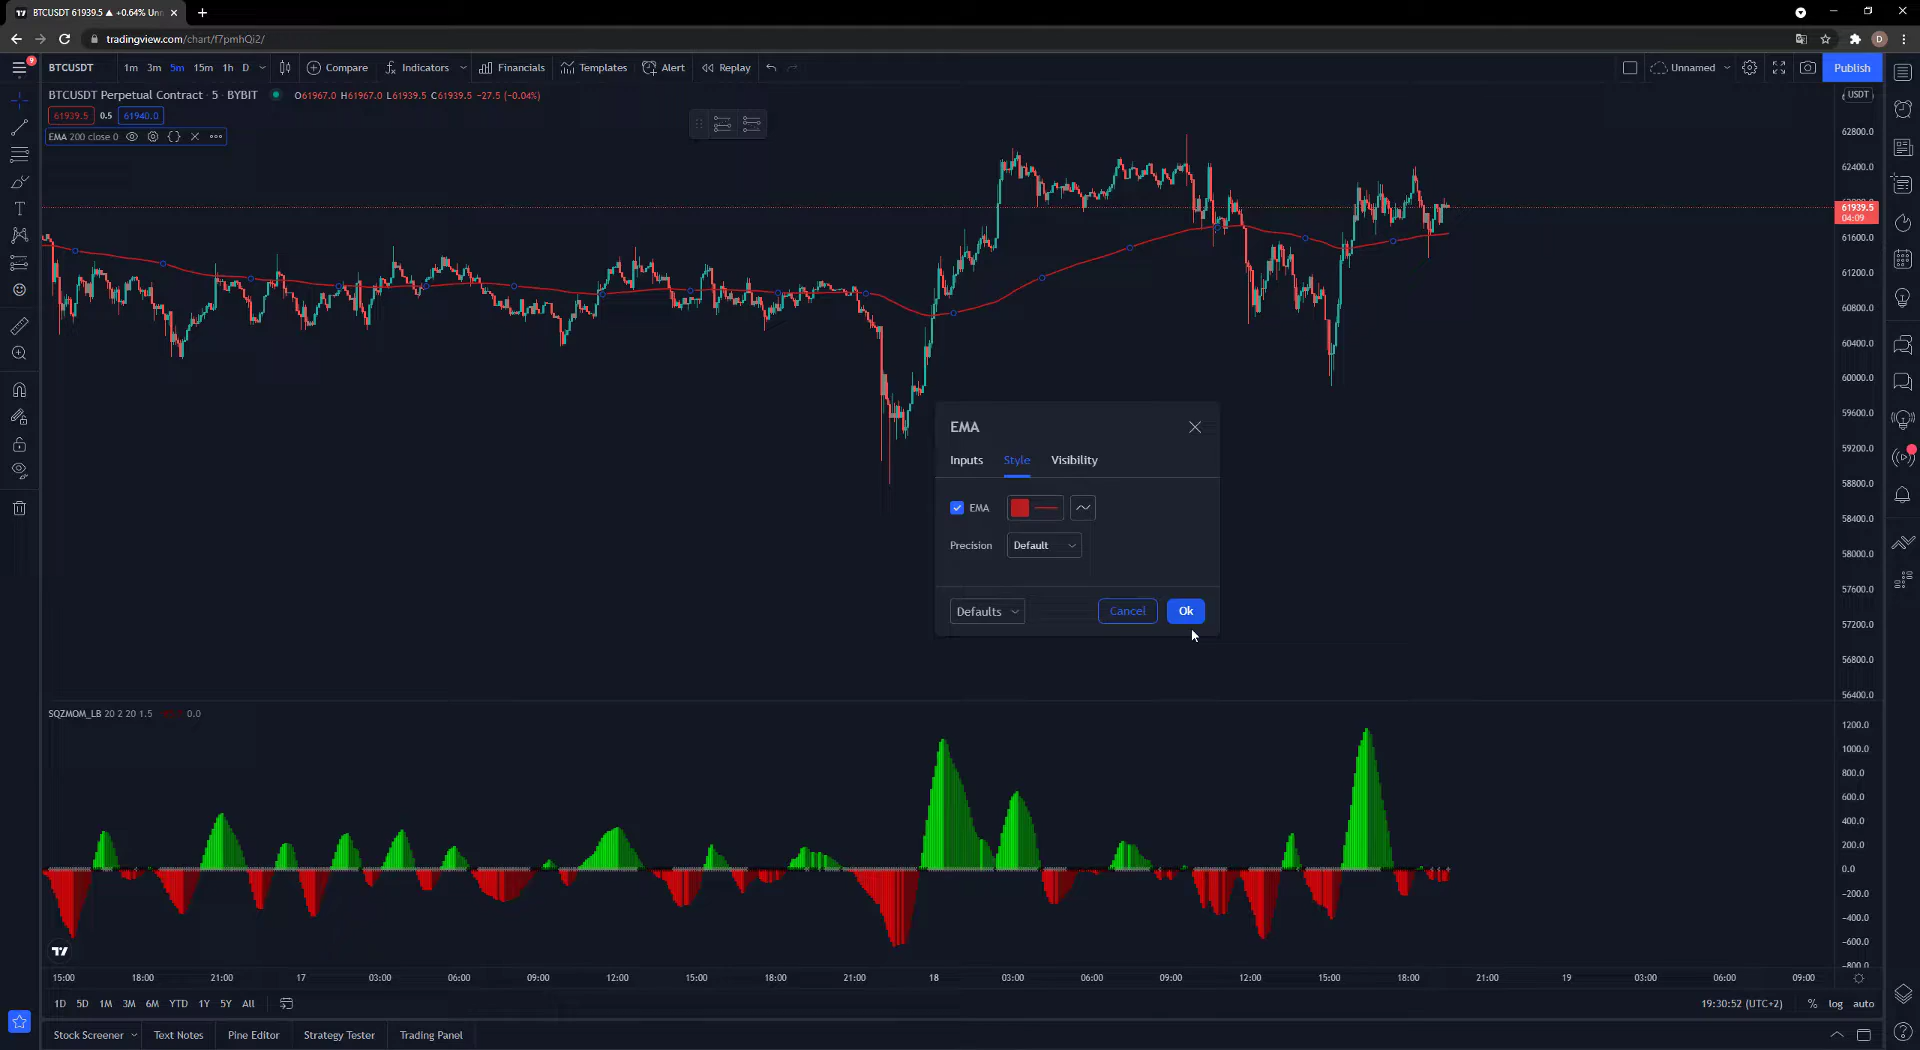 BTCUSDT 61939.5 ▲ +0.64% Unn
tradingview.com/chart/f7pmhQi2/
D
9
BTCUSDT 1m 3m 5m 15m 1h D Compare Indicators Financials Templates Alert Replay Unnamed Publish
BTCUSDT Perpetual Contract · 5 · BYBIT O61967.0 H61967.0 L61939.5 C61939.5 −27.5 (−0.04%)
USDT
61939.5 0.5 61940.0
EMA 200 close 0
62800.0
62400.0
61939.5
04:09
61600.0
61200.0
60800.0
60400.0
60000.0
59600.0
59200.0
58800.0
58400.0
58000.0
57600.0
57200.0
56800.0
56400.0
EMA
Inputs Style Visibility
EMA
Precision Default
Defaults Cancel Ok
SQZMOM_LB 20 2 20 1.5 0.0
1200.0
1000.0
800.0
600.0
400.0
200.0
0.0
−200.0
−400.0
−600.0
−800.0
15:00 18:00 21:00 17 03:00 06:00 09:00 12:00 15:00 18:00 21:00 18 03:00 06:00 09:00 12:00 15:00 18:00 21:00 19 03:00 06:00 09:00
1D 5D 1M 3M 6M YTD 1Y 5Y All 19:30:52 (UTC+2) % log auto
Stock Screener Text Notes Pine Editor Strategy Tester Trading Panel